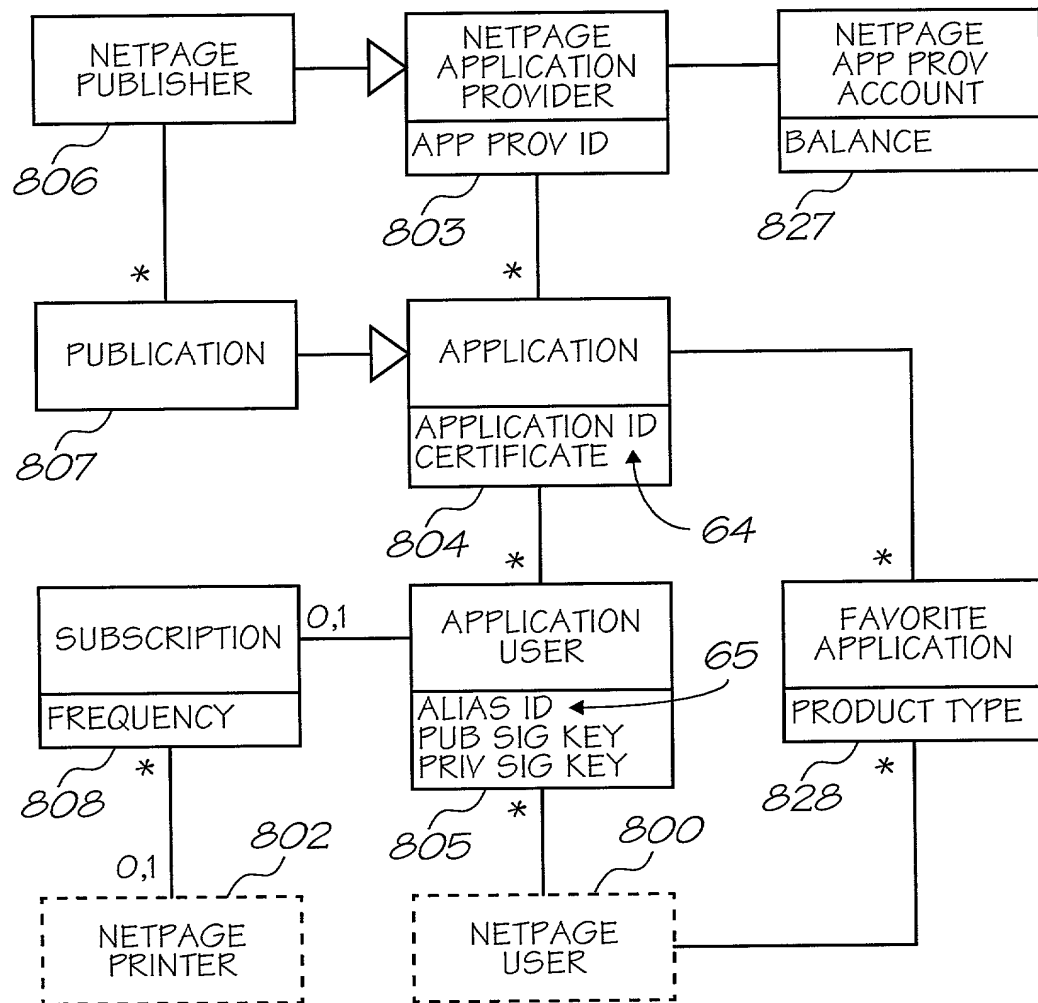 NETPAGE
PUBLISHER
806
*
NETPAGE
APPLICATION
PROVIDER
APP PROV ID
803
*
NETPAGE
APP PROV
ACCOUNT
BALANCE
827
PUBLICATION
807
APPLICATION
APPLICATION ID
CERTIFICATE
64
804
*
*
SUBSCRIPTION
FREQUENCY
808
*
0,1
APPLICATION
USER
65
ALIAS ID
PUB SIG KEY
PRIV SIG KEY
805
*
FAVORITE
APPLICATION
PRODUCT TYPE
828
*
802
0,1
NETPAGE
PRINTER
800
NETPAGE
USER